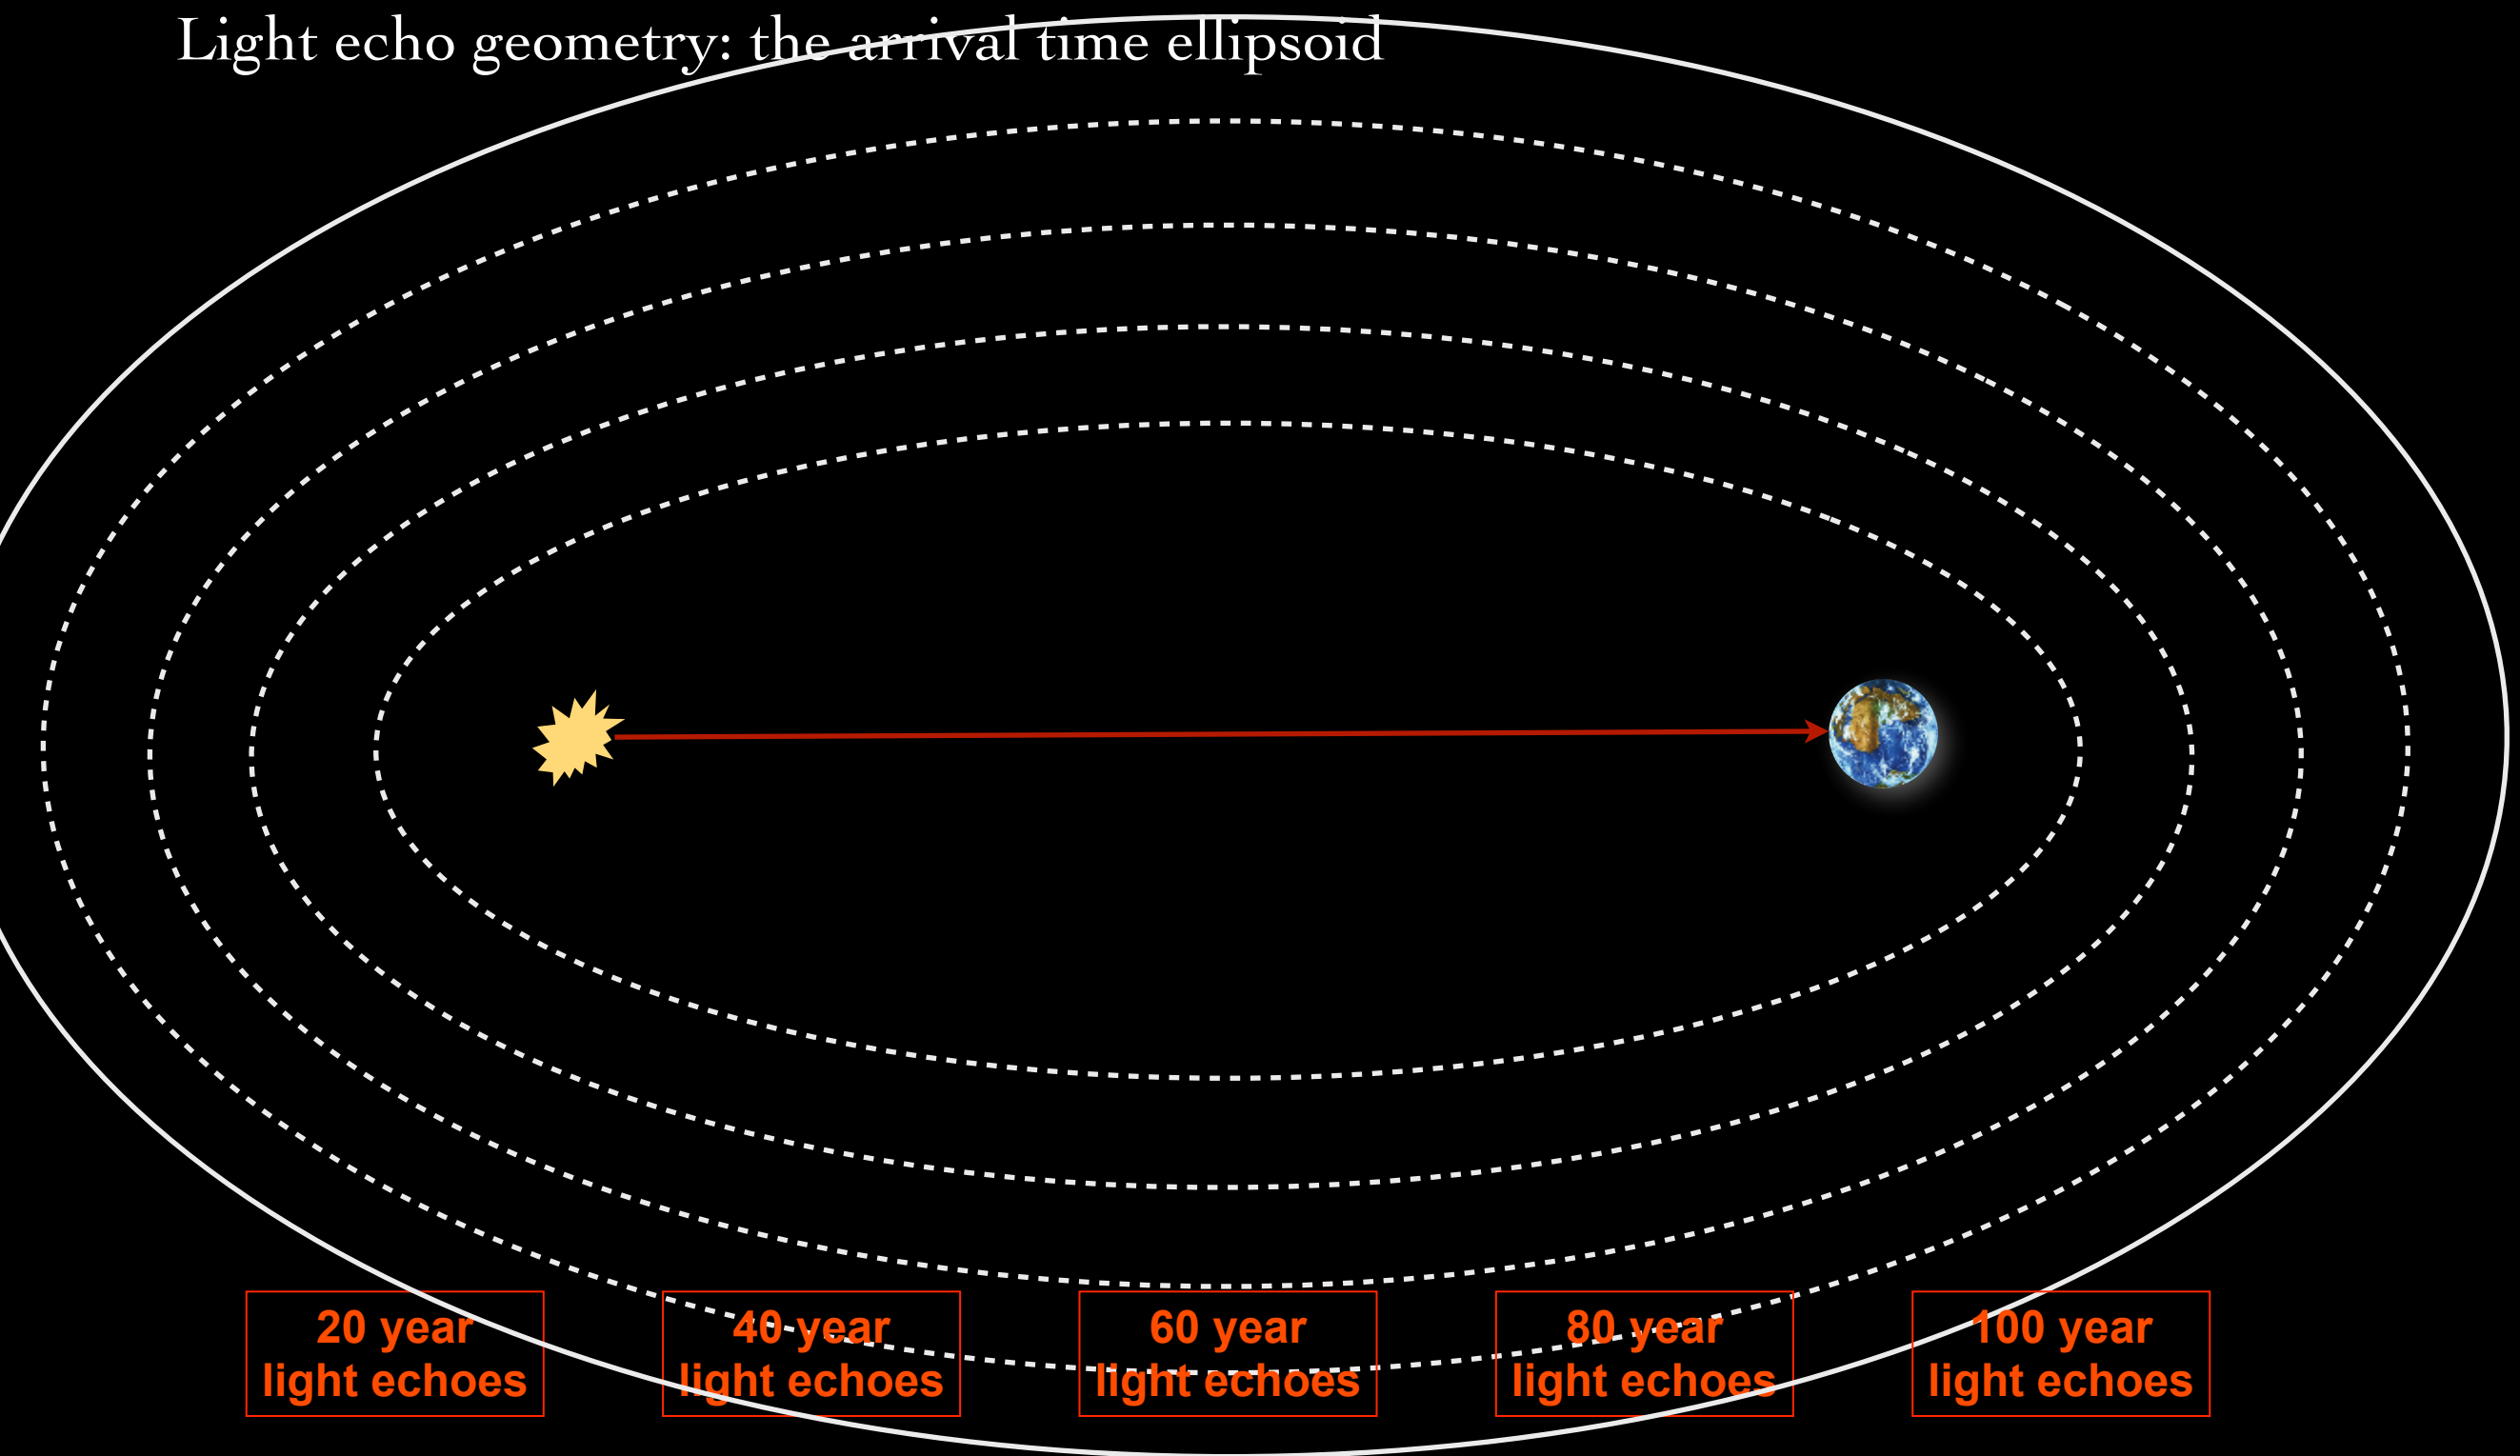 Light echo geometry: the arrival time ellipsoid
20 year
light echoes
40 year
light echoes
60 year
light echoes
80 year
light echoes
100 year
light echoes